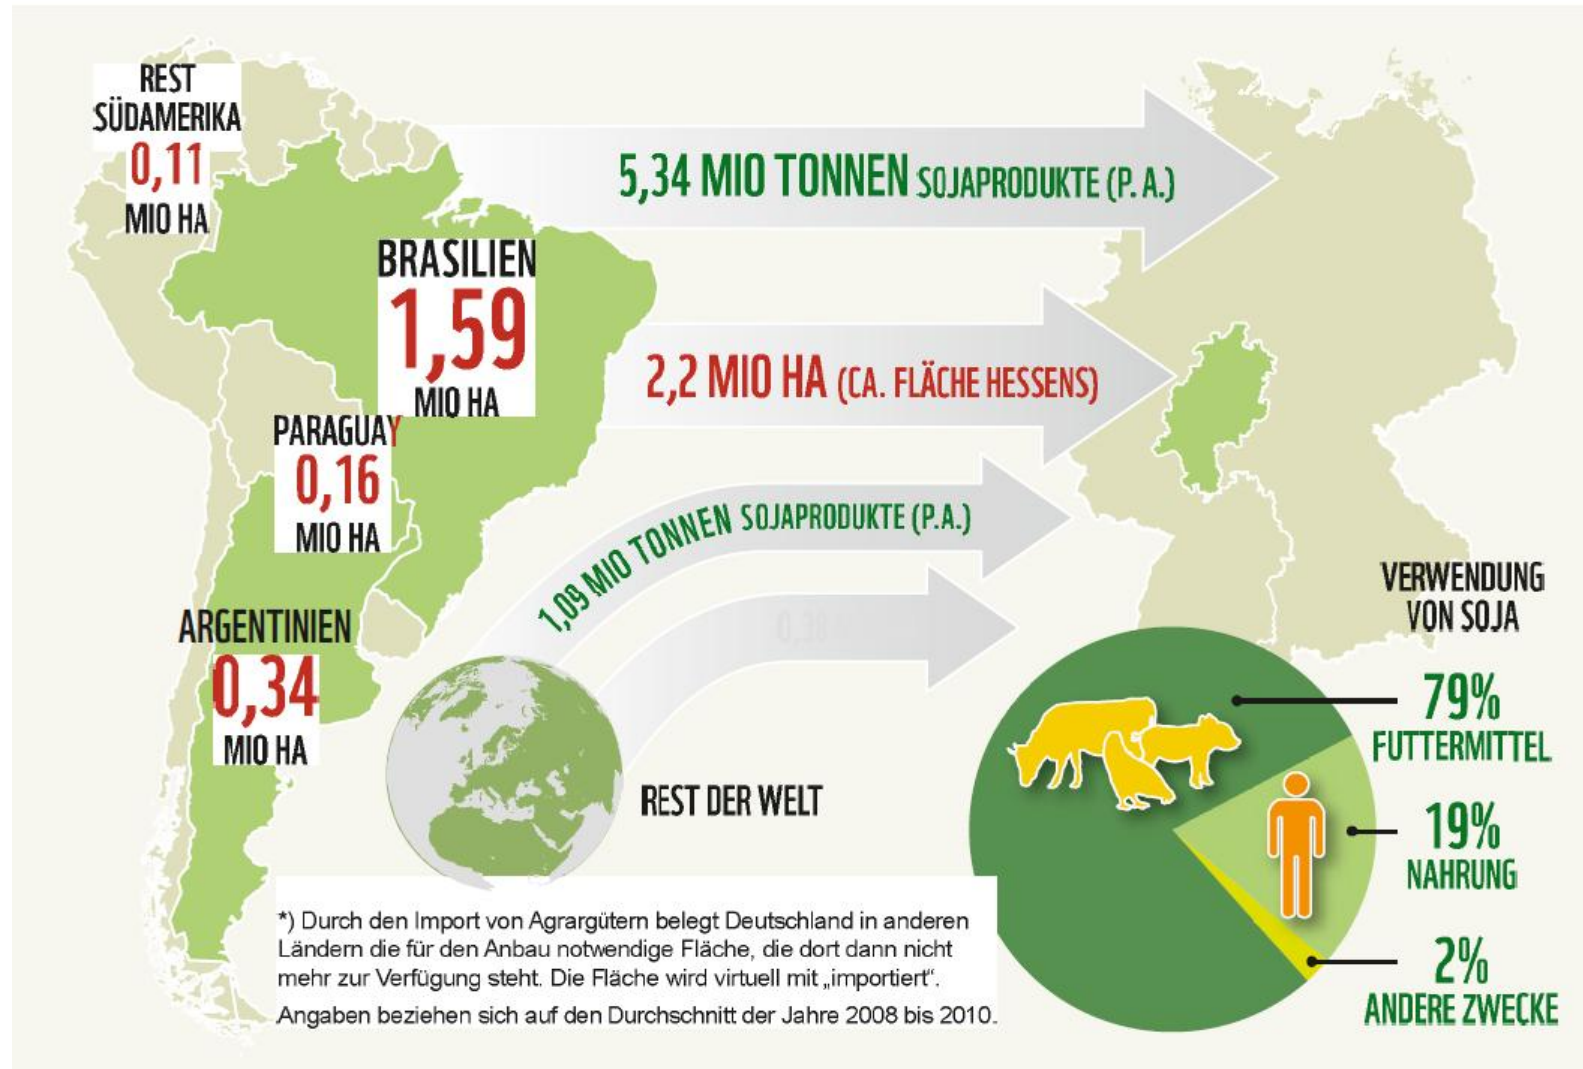 REST
SÜDAMERIKA
0,11
MIO HA
BRASILIEN
1,59
MIO HA
PARAGUAY
0,16
MIO HA
ARGENTINIEN
0,34
MIO HA
5,34 MIO TONNEN SOJAPRODUKTE (P. A.)
2,2 MIO HA (CA. FLÄCHE HESSENS)
1,09 MIO TONNEN SOJAPRODUKTE (P.A.)
REST DER WELT
VERWENDUNG
VON SOJA
79%
FUTTERMITTEL
19%
NAHRUNG
2%
ANDERE ZWECKE
*) Durch den Import von Agrargütern belegt Deutschland in anderen
Ländern die für den Anbau notwendige Fläche, die dort dann nicht
mehr zur Verfügung steht. Die Fläche wird virtuell mit „importiert“.
Angaben beziehen sich auf den Durchschnitt der Jahre 2008 bis 2010.